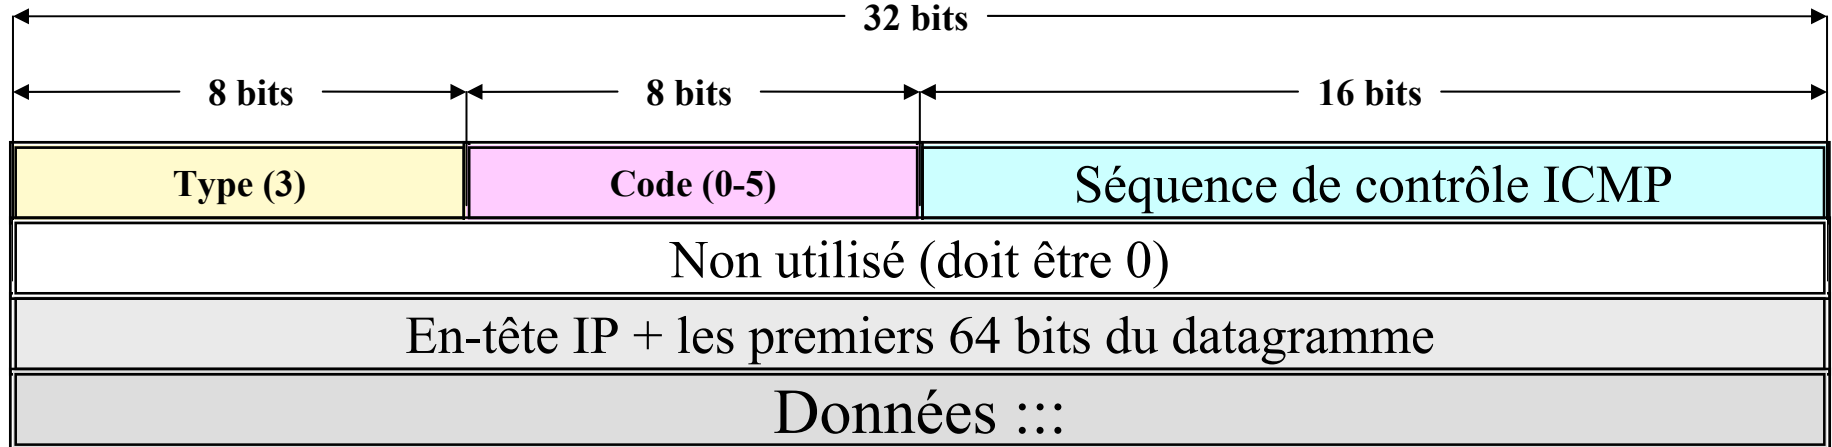 32 bits
8 bits 8 bits 16 bits
Type (3) Code (0-5) Séquence de contrôle ICMP
Non utilisé (doit être 0)
En-tête IP + les premiers 64 bits du datagramme
Données :::